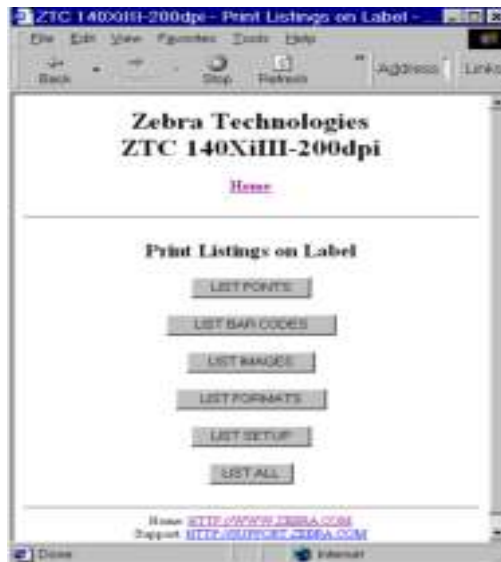 ZTC 140XiIII-200dpi - Print Listings on Label -
File Edit View Favorites Tools Help
Back Stop Refresh Address Links
Zebra Technologies
ZTC 140XiIII-200dpi
Home
Print Listings on Label
LIST FONTS
LIST BAR CODES
LIST IMAGES
LIST FORMATS
LIST SETUP
LIST ALL
Home: HTTP://WWW.ZEBRA.COM
Support: HTTP://SUPPORT.ZEBRA.COM
Done Internet